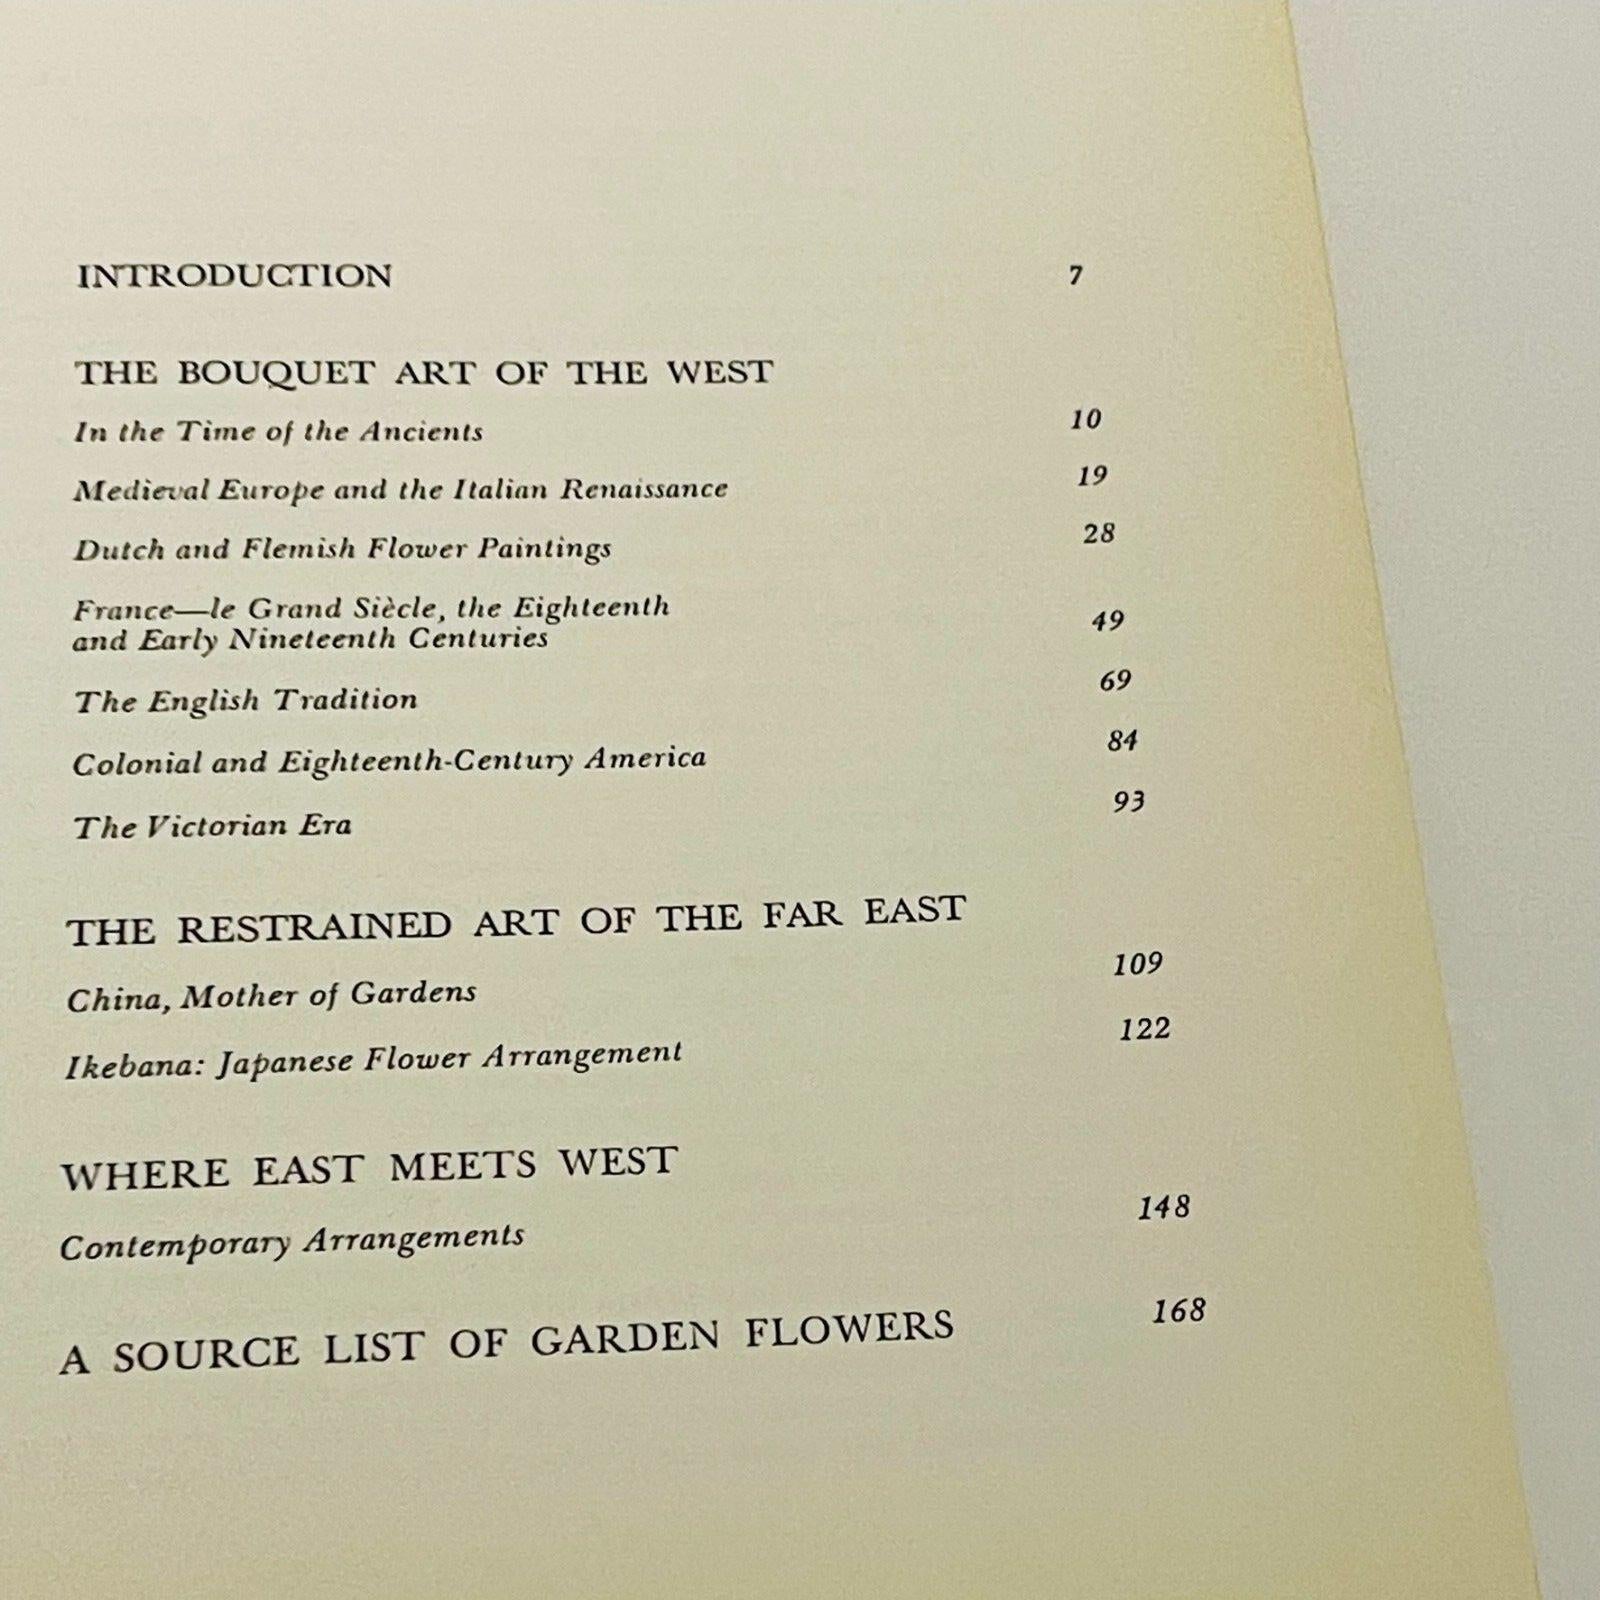 INTRODUCTION 7
THE BOUQUET ART OF THE WEST
In the Time of the Ancients 10
Medieval Europe and the Italian Renaissance 19
Dutch and Flemish Flower Paintings 28
France—le Grand Siècle, the Eighteenth
and Early Nineteenth Centuries 49
The English Tradition 69
Colonial and Eighteenth-Century America 84
The Victorian Era 93
THE RESTRAINED ART OF THE FAR EAST
China, Mother of Gardens 109
Ikebana: Japanese Flower Arrangement 122
WHERE EAST MEETS WEST
Contemporary Arrangements 148
A SOURCE LIST OF GARDEN FLOWERS 168